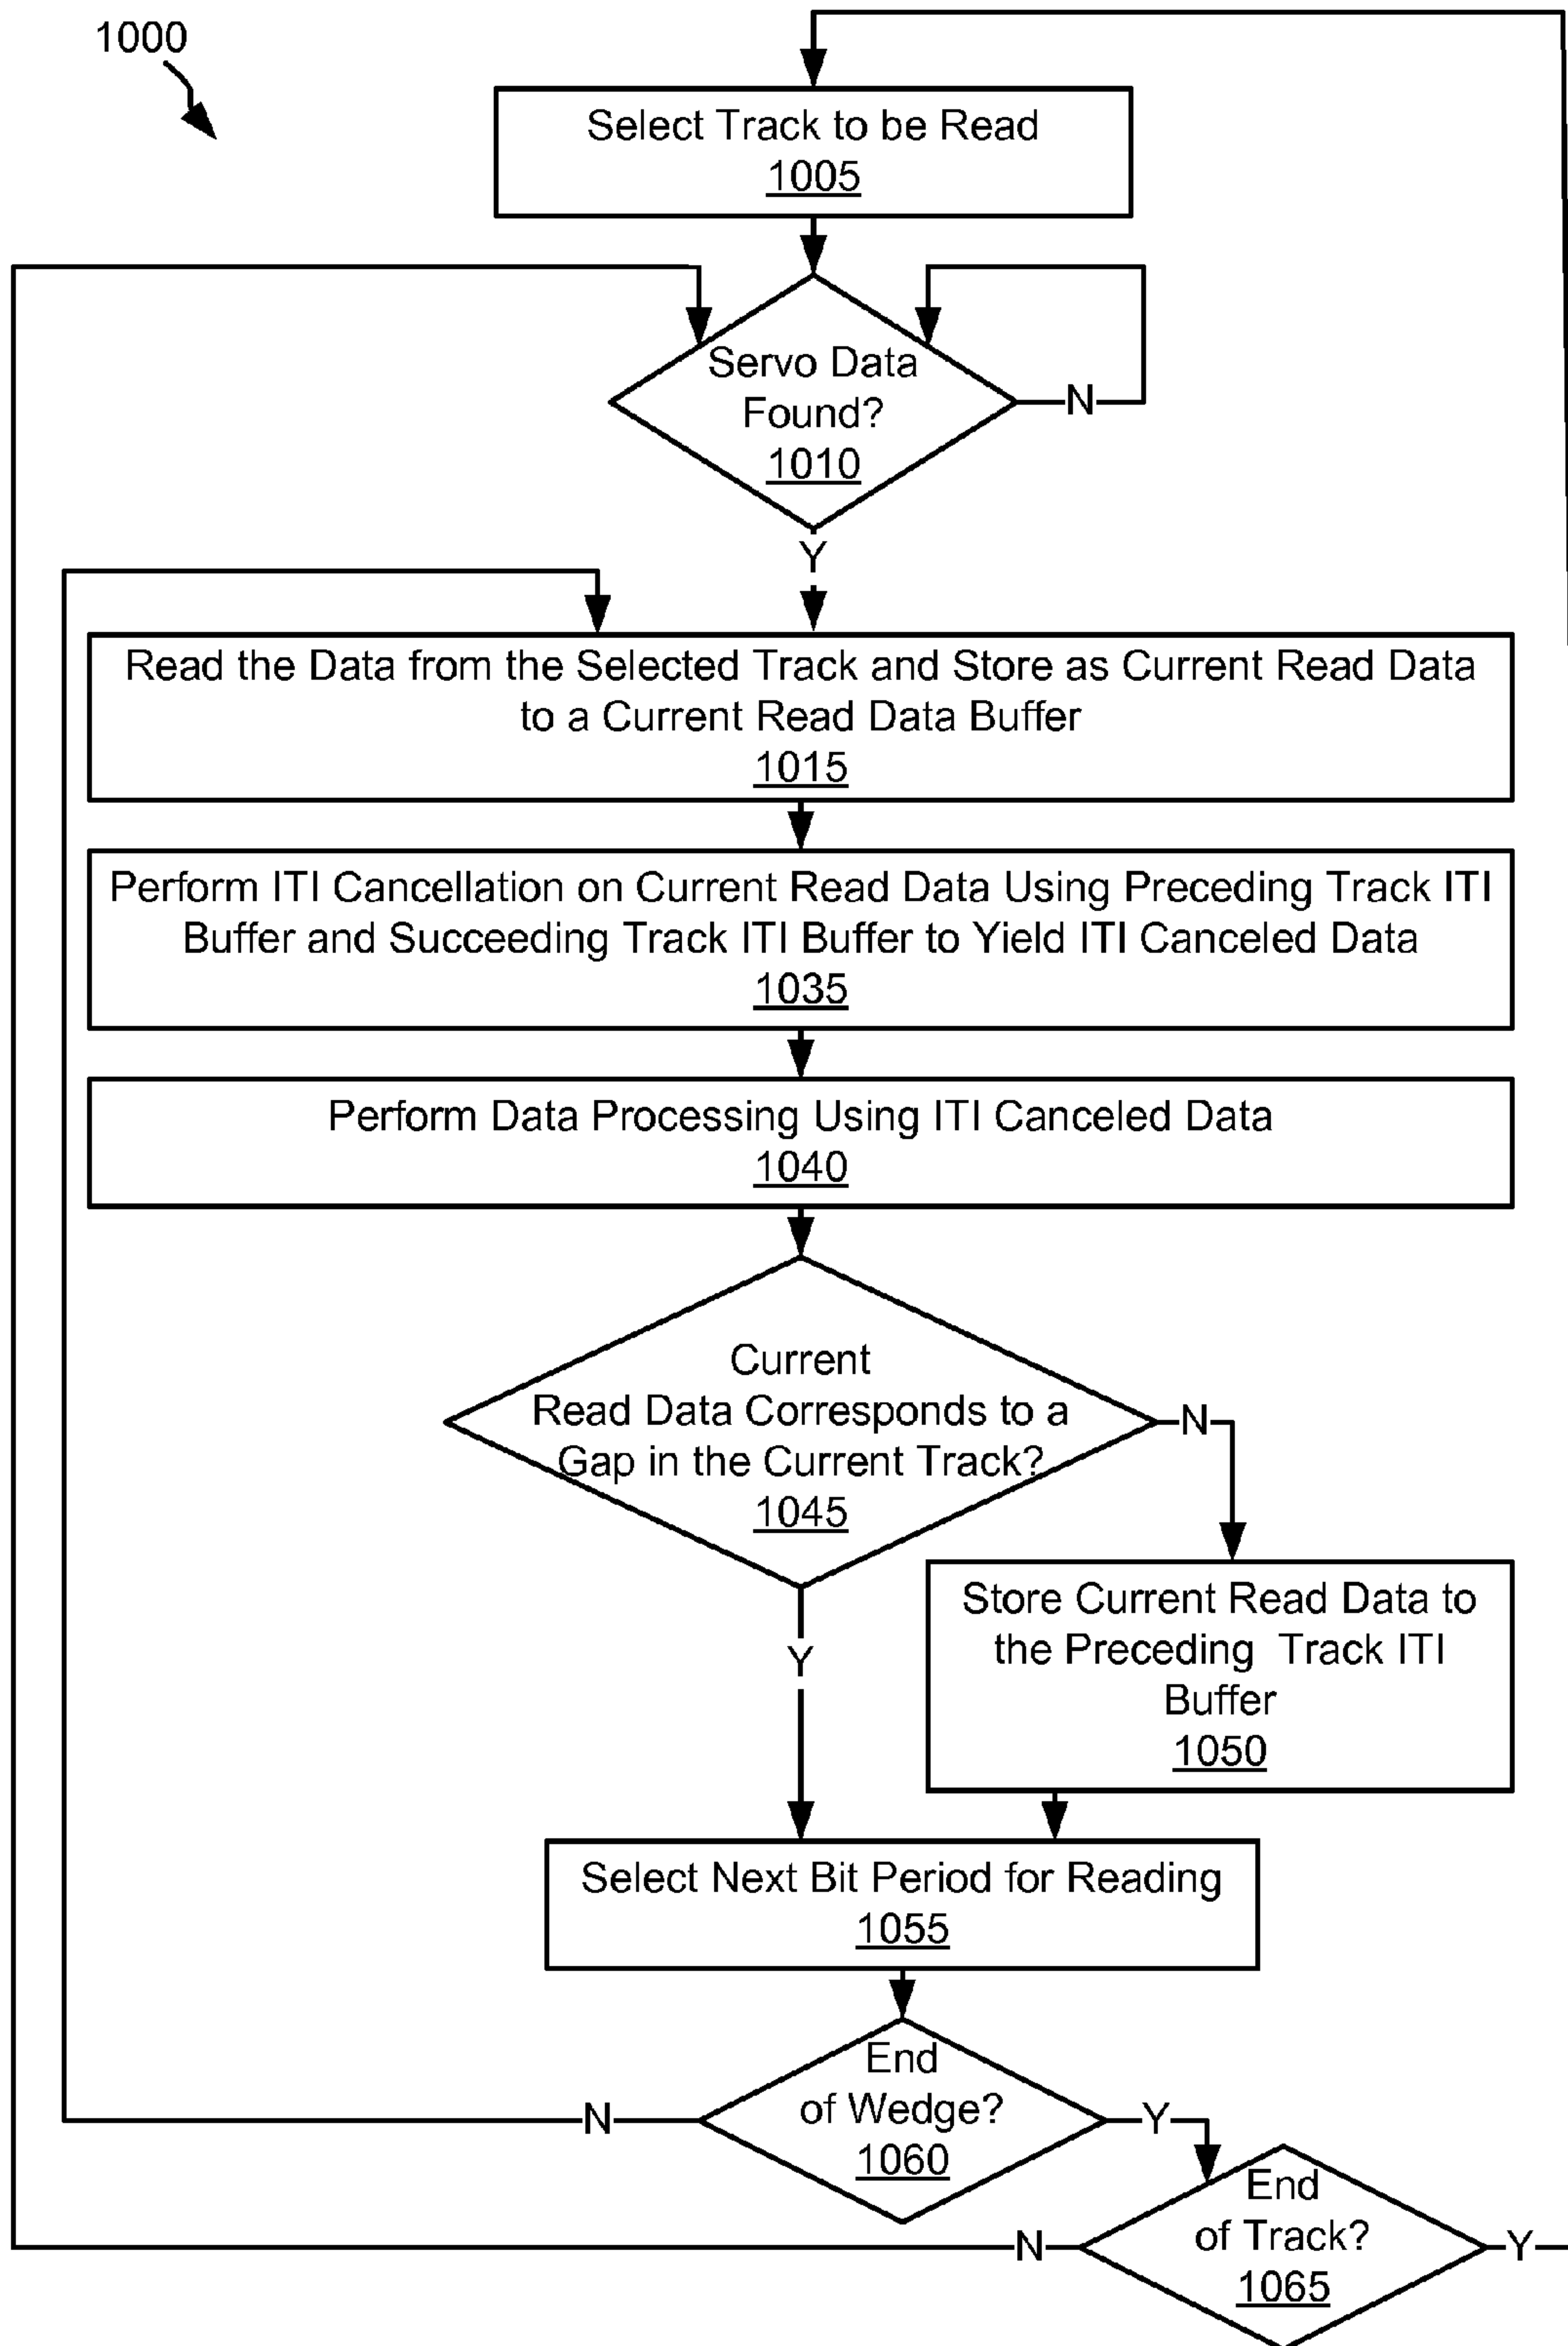 1000
Select Track to be Read
1005
Servo Data
Found?
1010
N
Y
Read the Data from the Selected Track and Store as Current Read Data
to a Current Read Data Buffer
1015
Perform ITI Cancellation on Current Read Data Using Preceding Track ITI
Buffer and Succeeding Track ITI Buffer to Yield ITI Canceled Data
1035
Perform Data Processing Using ITI Canceled Data
1040
Current
Read Data Corresponds to a
Gap in the Current Track?
1045
N
Y
Store Current Read Data to
the Preceding Track ITI
Buffer
1050
Select Next Bit Period for Reading
1055
End
of Wedge?
1060
N
Y
End
of Track?
1065
N
Y